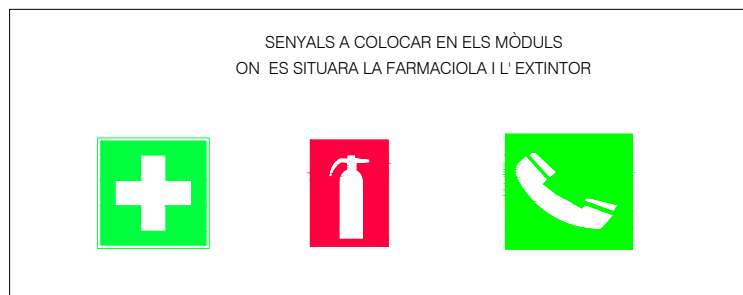 SENYALS A COLOCAR EN ELS MÒDULS
ON ES SITUARA LA FARMACIOLA I L' EXTINTOR